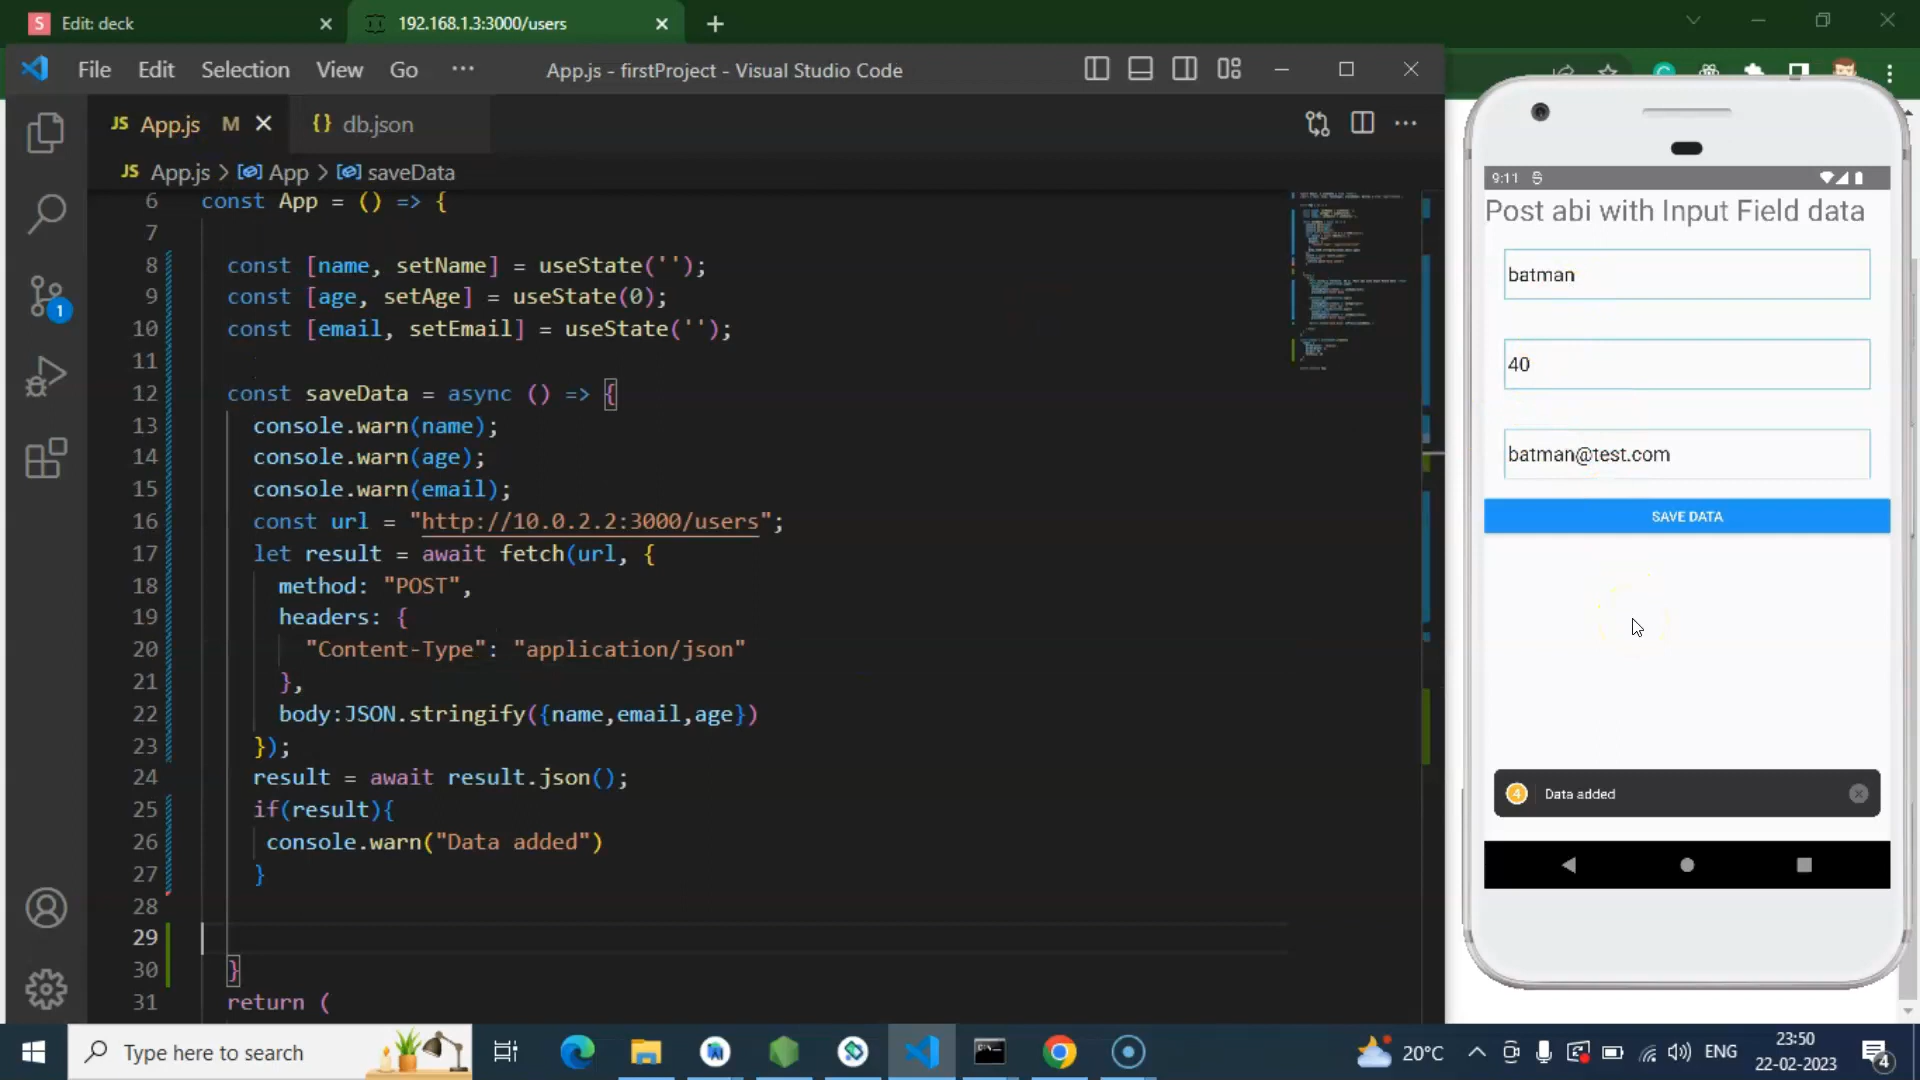 Edit: deck
192.168.1.3:3000/users
File Edit Selection View Go ···
App.js - firstProject - Visual Studio Code
JS App.js M
{} db.json
JS App.js > App > saveData
6 const App = () => {
7
8 const [name, setName] = useState('');
9 const [age, setAge] = useState(0);
10 const [email, setEmail] = useState('');
11
12 const saveData = async () => {
13 console.warn(name);
14 console.warn(age);
15 console.warn(email);
16 const url = "http://10.0.2.2:3000/users";
17 let result = await fetch(url, {
18 method: "POST",
19 headers: {
20 "Content-Type": "application/json"
21 },
22 body:JSON.stringify({name,email,age})
23 });
24 result = await result.json();
25 if(result){
26 console.warn("Data added")
27 }
28
29
30 }
31 return (
1
9:11
Post abi with Input Field data
batman
40
batman@test.com
SAVE DATA
4 Data added
Type here to search
20°C
ENG
23:50
22-02-2023
4